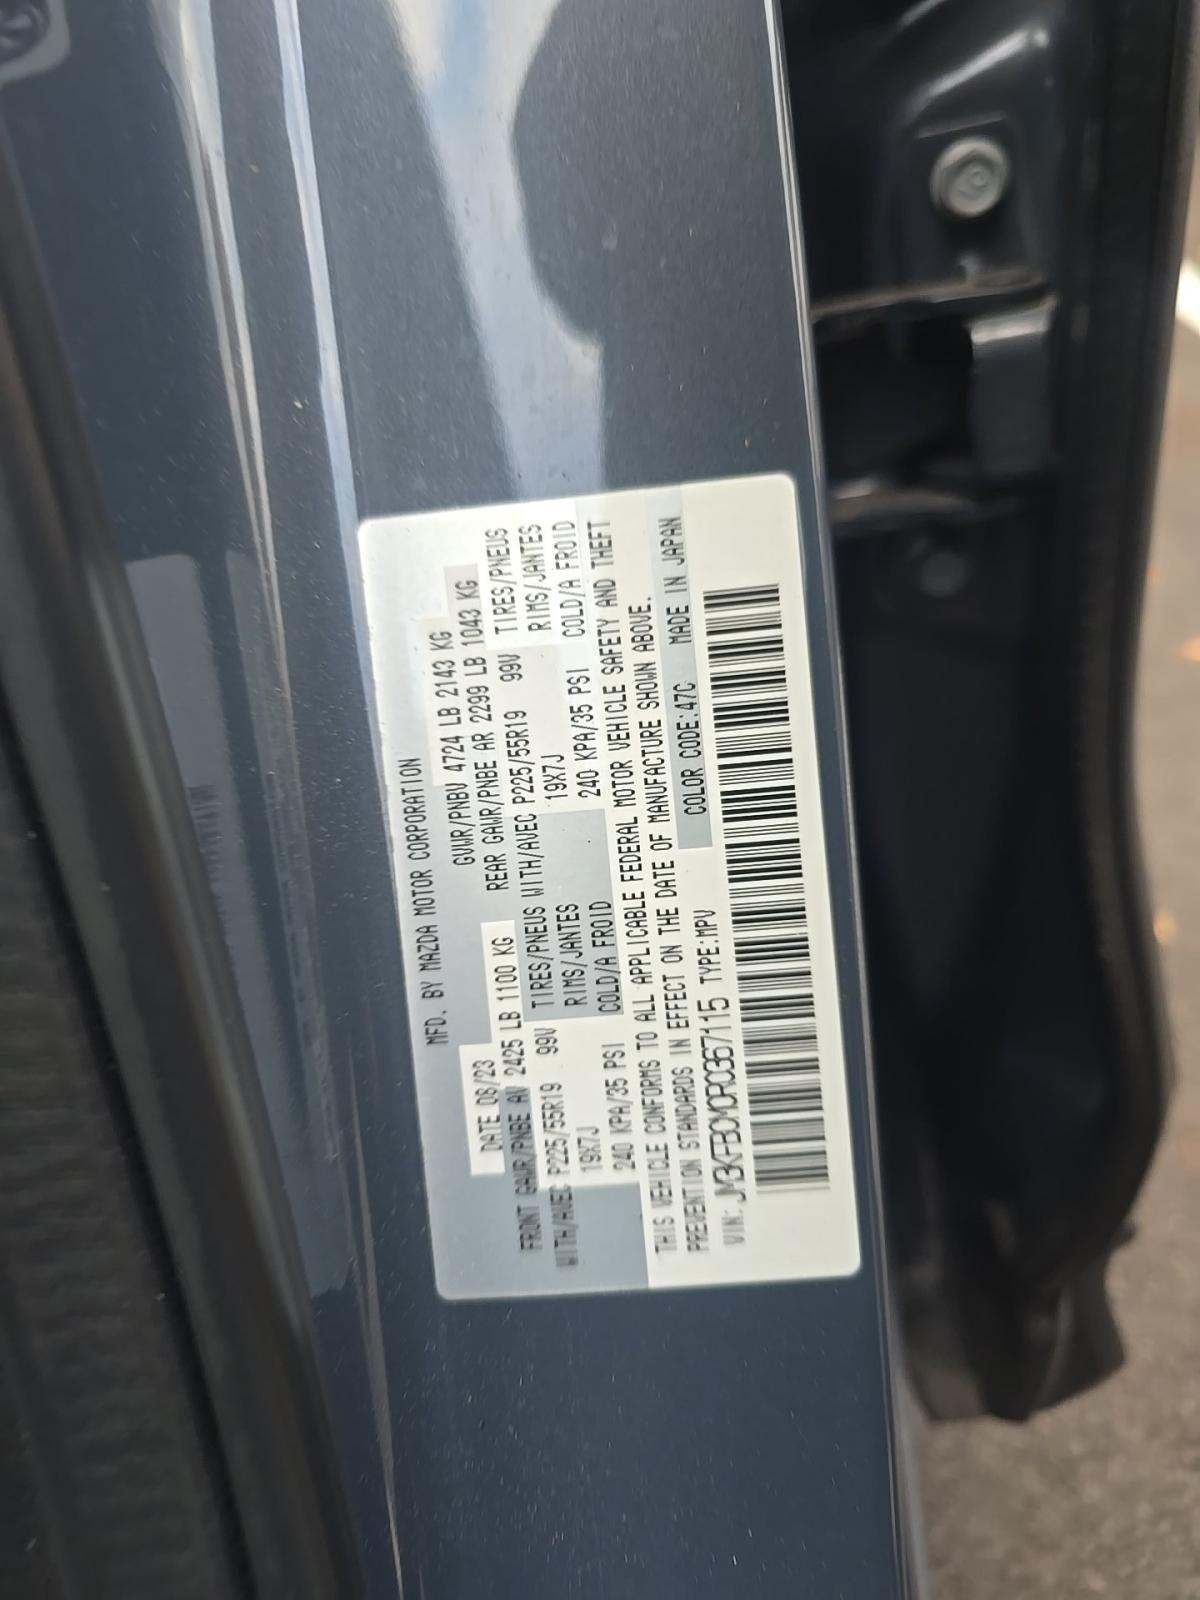 MFD. BY MAZDA MOTOR CORPORATION
DATE 08/23 GVWR/PNBV 4724 LB 2143 KG
FRONT GAWR/PNBE AV 2425 LB 1100 KG REAR GAWR/PNBE AR 2299 LB 1043 KG
WITH/AVEC P225/55R19 99V TIRES/PNEUS WITH/AVEC P225/55R19 99V TIRES/PNEUS
19X7J RIMS/JANTES 19X7J RIMS/JANTES
240 KPA/35 PSI COLD/A FROID 240 KPA/35 PSI COLD/A FROID
THIS VEHICLE CONFORMS TO ALL APPLICABLE FEDERAL MOTOR VEHICLE SAFETY AND THEFT
PREVENTION STANDARDS IN EFFECT ON THE DATE OF MANUFACTURE SHOWN ABOVE.
VIN: JM3KFBCM0R0367115 TYPE:MPV COLOR CODE:47C MADE IN JAPAN